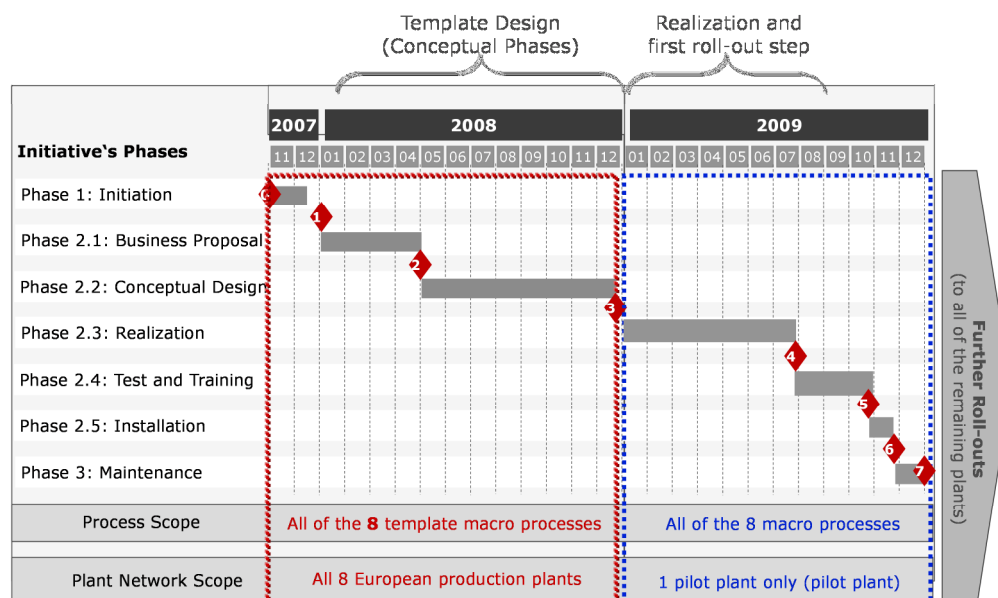 Template Design
(Conceptual Phases)
Realization and
first roll-out step
2007
2008
2009
Initiative's Phases
11 12 01 02 03 04 05 06 07 08 09 10 11 12 01 02 03 04 05 06 07 08 09 10 11 12
Phase 1: Initiation
1
Phase 2.1: Business Proposal
2
Phase 2.2: Conceptual Design
3
Phase 2.3: Realization
4
Phase 2.4: Test and Training
5
Phase 2.5: Installation
6
Phase 3: Maintenance
7
Process Scope
All of the 8 template macro processes
All of the 8 macro processes
Plant Network Scope
All 8 European production plants
1 pilot plant only (pilot plant)
Further Roll-outs
(to all of the remaining plants)